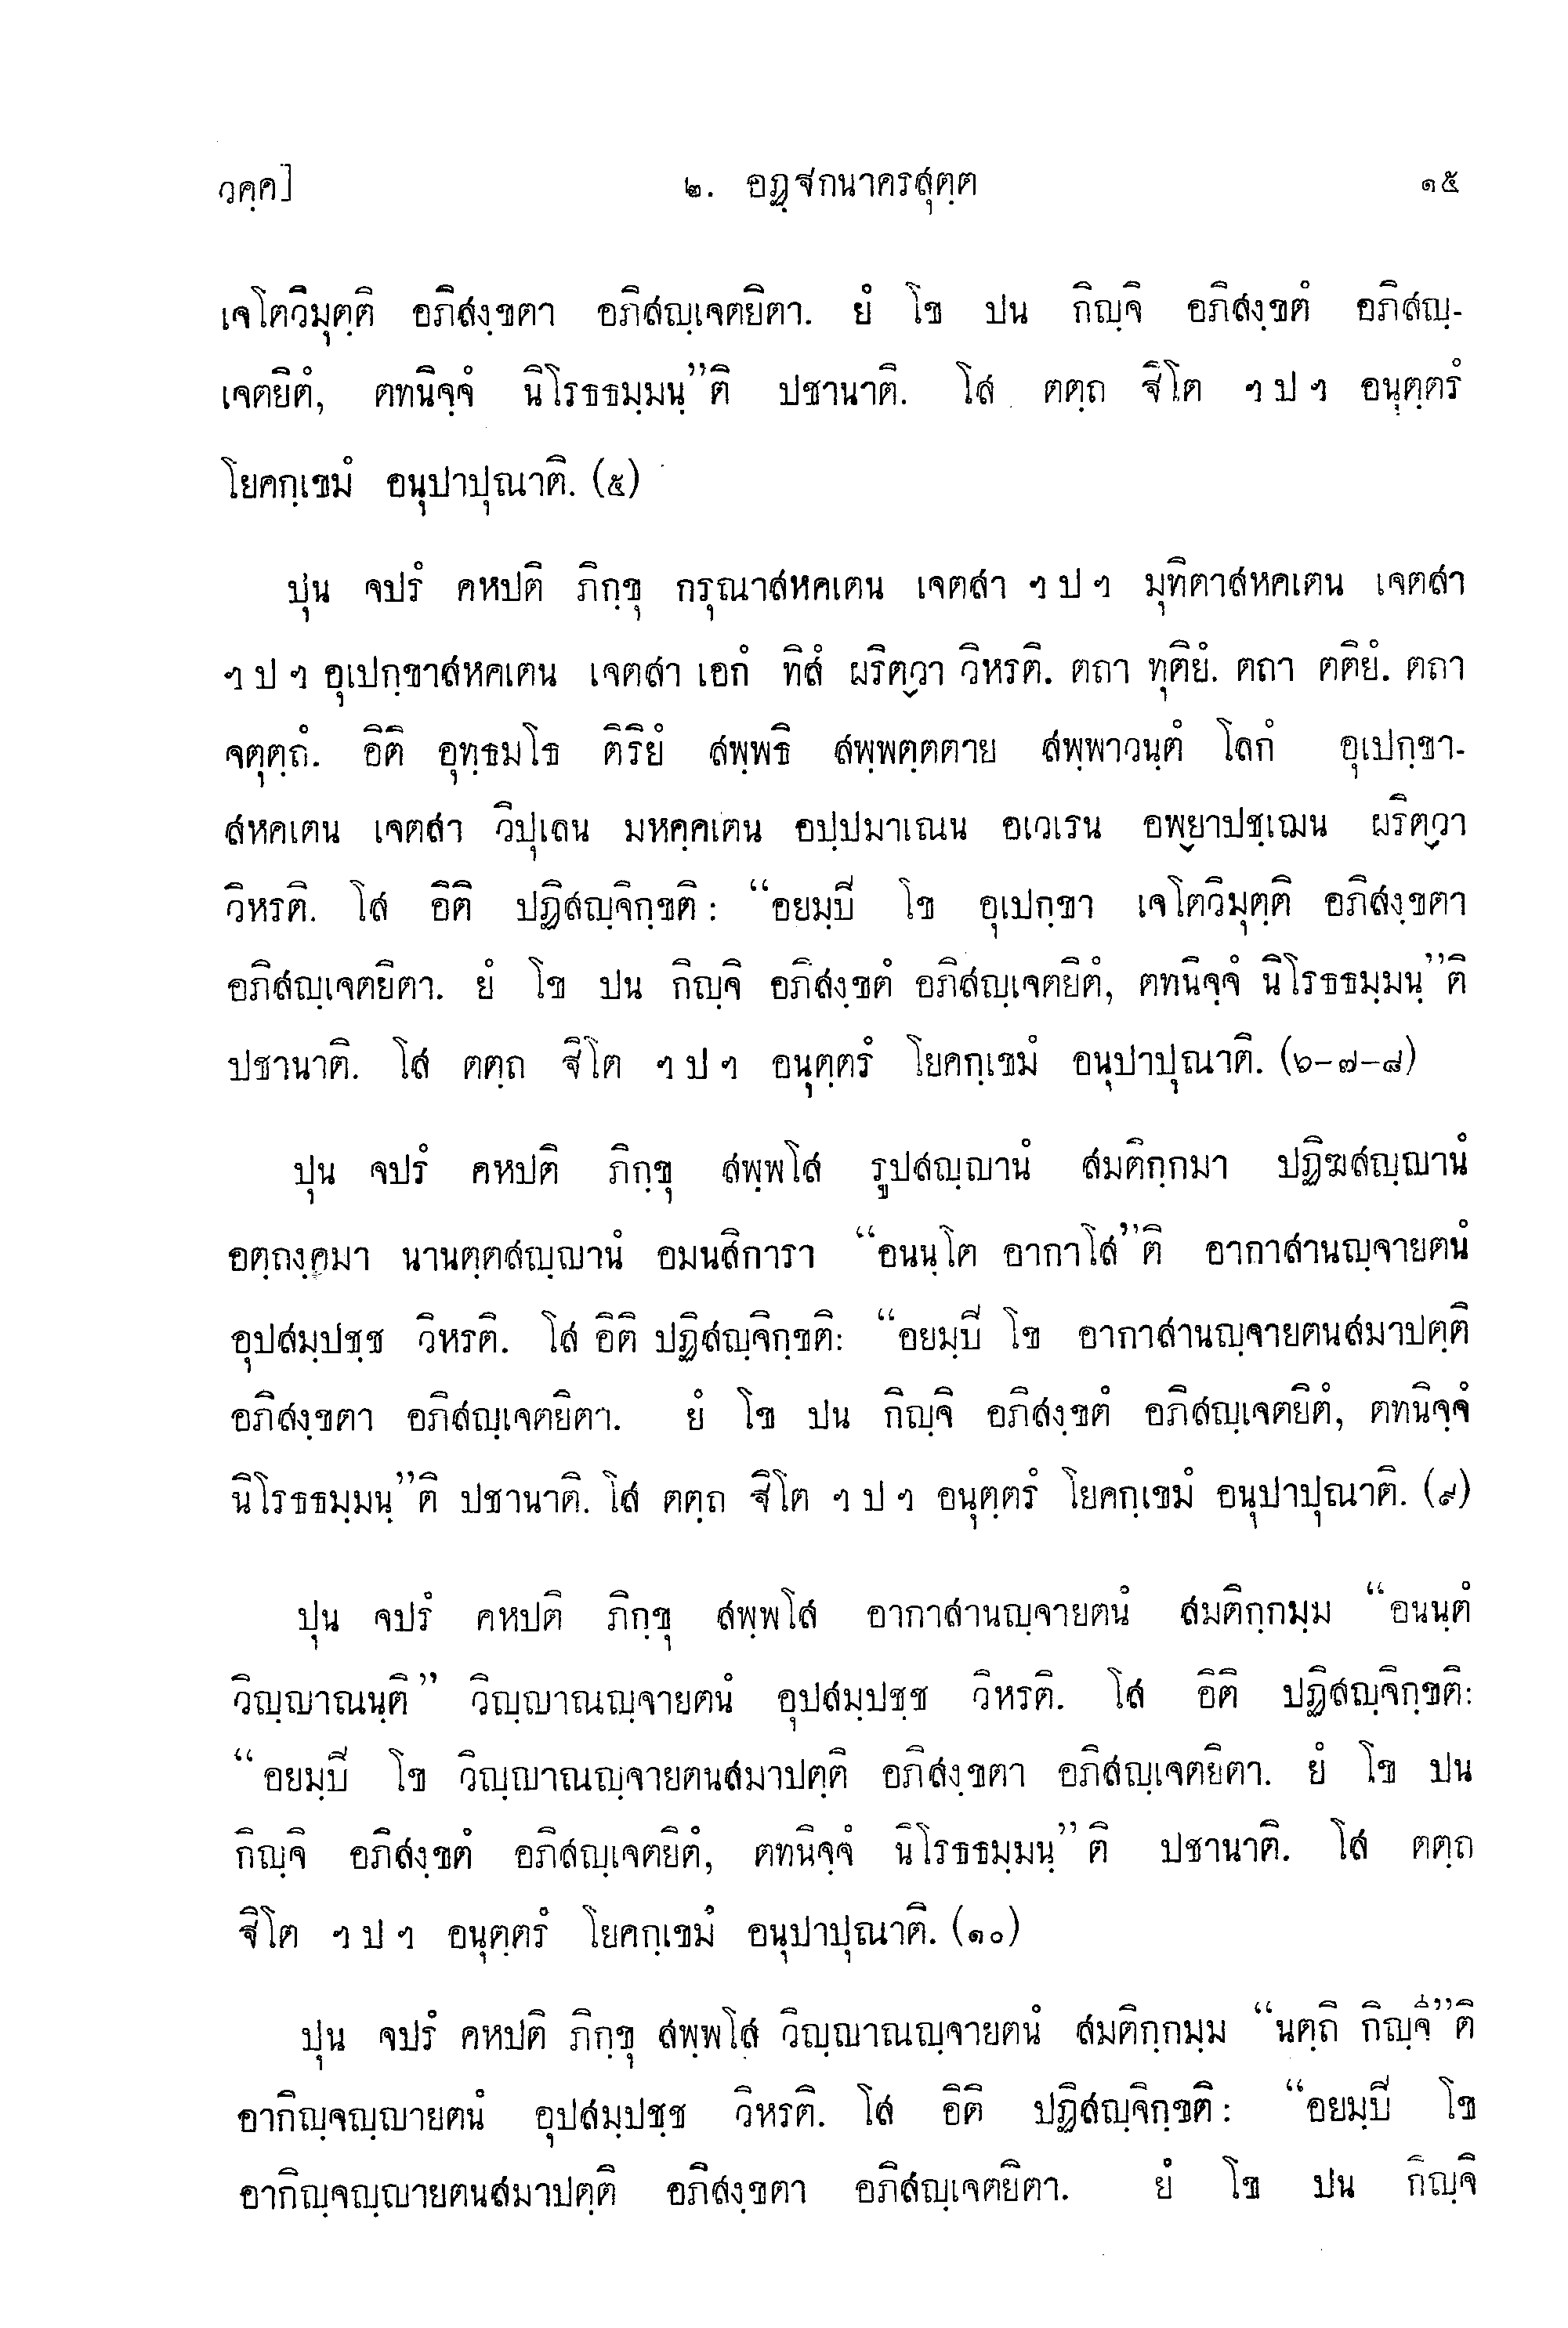 วคฺค]	๒. อฏฺฐกนาครสุตฺต	๑๕
เจโตวิมุตฺติ อภิสงฺขตา อภิสญฺเจตยิตา. ยํ โข ปน กิญฺจิ อภิสงฺขตํ อภิสญฺ-
เจตยิตํ, ตทนิจฺจํ นิโรธธมฺมนฺ”ติ ปชานาติ. โส ตตฺถ ฐิโต ฯ ป ฯ อนุตฺตรํ
โยคกฺเขมํ อนุปาปุณาติ. (๕)
ปุน จปรํ คหปติ ภิกฺขุ กรุณาสหคเตน เจตสา ฯ ป ฯ มุทิตาสหคเตน เจตสา
ฯ ป ฯ อุเปกฺขาสหคเตน เจตสา เอกํ ทิสํ ผริตฺวา วิหรติ. ตถา ทุติยํ. ตถา ตติยํ. ตถา
จตุตฺถํ. อิติ อุทฺธมโธ ติริยํ สพฺพธิ สพฺพตฺตตาย สพฺพาวนฺตํ โลกํ อุเปกฺขา-
สหคเตน เจตสา วิปุเลน มหคฺคเตน อปฺปมาเณน อเวเรน อพฺยาปชฺเฌน ผริตฺวา
วิหรติ. โส อิติ ปฏิสญฺจิกฺขติ: “อยมฺปิ โข อุเปกฺขา เจโตวิมุตฺติ อภิสงฺขตา
อภิสญฺเจตยิตา. ยํ โข ปน กิญฺจิ อภิสงฺขตํ อภิสญฺเจตยิตํ, ตทนิจฺจํ นิโรธธมฺมนฺ”ติ
ปชานาติ. โส ตตฺถ ฐิโต ฯ ป ฯ อนุตฺตรํ โยคกฺเขมํ อนุปาปุณาติ. (๖-๗-๘)
ปุน จปรํ คหปติ ภิกฺขุ สพฺพโส รูปสญฺญานํ สมติกฺกมา ปฏิฆสญฺญานํ
อตฺถงฺคมา นานตฺตสญฺญานํ อมนสิการา “อนนฺโต อากาโส”ติ อากาสานญฺจายตนํ
อุปสมฺปชฺช วิหรติ. โส อิติ ปฏิสญฺจิกฺขติ: “อยมฺปิ โข อากาสานญฺจายตนสมาปตฺติ
อภิสงฺขตา อภิสญฺเจตยิตา. ยํ โข ปน กิญฺจิ อภิสงฺขตํ อภิสญฺเจตยิตํ, ตทนิจฺจํ
นิโรธธมฺมนฺ”ติ ปชานาติ. โส ตตฺถ ฐิโต ฯ ป ฯ อนุตฺตรํ โยคกฺเขมํ อนุปาปุณาติ. (๙)
ปุน จปรํ คหปติ ภิกฺขุ สพฺพโส อากาสานญฺจายตนํ สมติกฺกมฺม “อนนฺตํ
วิญฺญาณนฺติ” วิญฺญาณญฺจายตนํ อุปสมฺปชฺช วิหรติ. โส อิติ ปฏิสญฺจิกฺขติ:
“อยมฺปิ โข วิญฺญาณญฺจายตนสมาปตฺติ อภิสงฺขตา อภิสญฺเจตยิตา. ยํ โข ปน
กิญฺจิ อภิสงฺขตํ อภิสญฺเจตยิตํ, ตทนิจฺจํ นิโรธธมฺมนฺ”ติ ปชานาติ. โส ตตฺถ
ฐิโต ฯ ป ฯ อนุตฺตรํ โยคกฺเขมํ อนุปาปุณาติ. (๑๐)
ปุน จปรํ คหปติ ภิกฺขุ สพฺพโส วิญฺญาณญฺจายตนํ สมติกฺกมฺม “นตฺถิ กิญฺจิ”ติ
อากิญฺจญฺญายตนํ อุปสมฺปชฺช วิหรติ. โส อิติ ปฏิสญฺจิกฺขติ: “อยมฺปิ โข
อากิญฺจญฺญายตนสมาปตฺติ อภิสงฺขตา อภิสญฺเจตยิตา. ยํ โข ปน กิญฺจิ